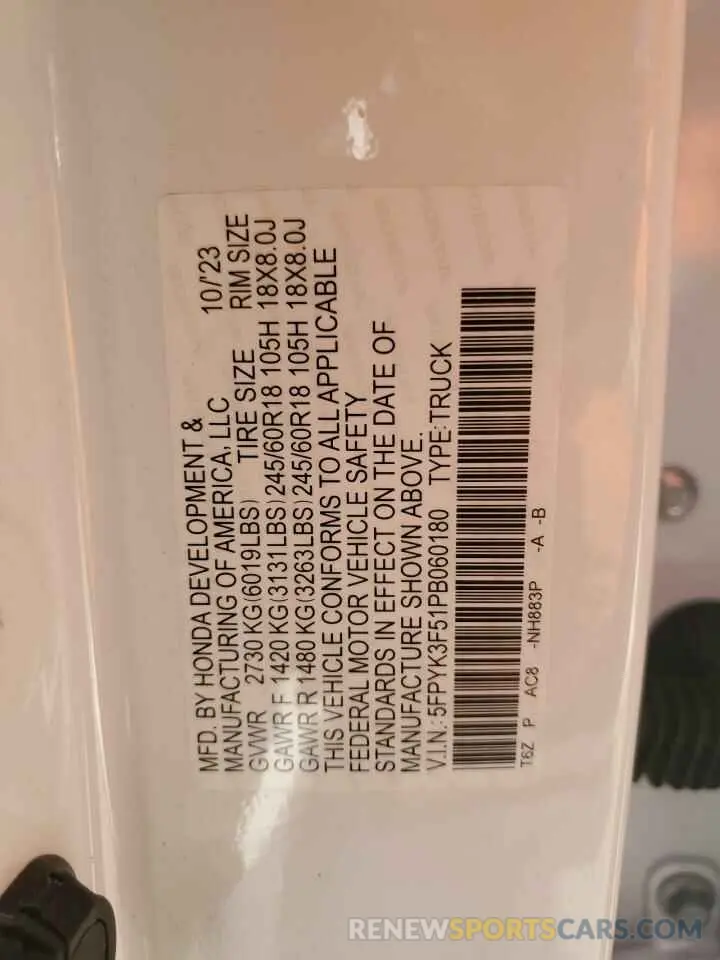 MFD. BY HONDA DEVELOPMENT & 10/'23
MANUFACTURING OF AMERICA, LLC
GVWR 2730 KG(6019LBS) TIRE SIZE RIM SIZE
GAWR F 1420 KG(3131LBS) 245/60R18 105H 18X8.0J
GAWR R 1480 KG(3263LBS) 245/60R18 105H 18X8.0J
THIS VEHICLE CONFORMS TO ALL APPLICABLE
FEDERAL MOTOR VEHICLE SAFETY
STANDARDS IN EFFECT ON THE DATE OF
MANUFACTURE SHOWN ABOVE.
V.I.N.: 5FPYK3F51PB060180 TYPE: TRUCK
T6Z P AC8 -NH883P -A -B
RENEWSPORTSCARS.COM